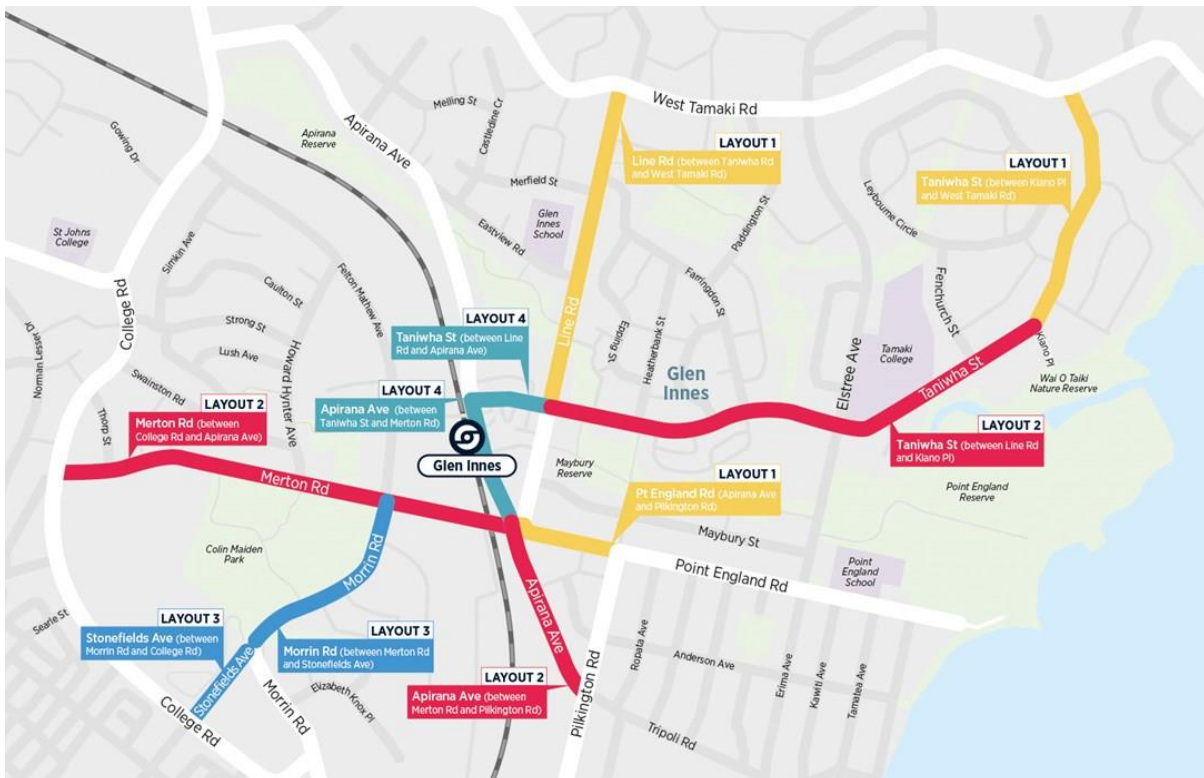 West Tamaki Rd
Melling St
Castledine Cr
Apirana Ave
Gowing Dr
Apirana
Reserve
LAYOUT 1
Line Rd (between Taniwha Rd
and West Tamaki Rd)
LAYOUT 1
Taniwha St (between Kiano Pl
and West Tamaki Rd)
Merfield St
Leybourne Circle
Paddington St
Glen
Innes
School
St Johns
College
Simkin Ave
Eastview Rd
College Rd
Caulton St
Felton Mathew Ave
Farringdon St
Fenchurch St
Strong St
LAYOUT 4
Taniwha St (between Line
Rd and Apirana Ave)
Line Rd
Epping St
Heatherbank St
Norman Lesser Dr
Lush Ave
Howard Hynter Ave
Glen
Innes
Elstree Ave
Tamaki
College
Kiano Pl
Swainston Rd
Wai O Taiki
Nature Reserve
LAYOUT 4
Apirana Ave (between
Taniwha St and Merton Rd)
Taniwha St
LAYOUT 2
Merton Rd (between
College Rd and Apirana Ave)
Thorp St
LAYOUT 2
Taniwha St (between Line Rd
and Kiano Pl)
Glen Innes
Maybury
Reserve
LAYOUT 1
Pt England Rd (Apirana Ave
and Pilkington Rd)
Point England
Reserve
Merton Rd
Maybury St
Colin Maiden
Park
Morrin Rd
Point England Rd
Point
England
School
Apirana Ave
Searle St
LAYOUT 3
Stonefields Ave (between
Morrin Rd and College Rd)
LAYOUT 3
Morrin Rd (between Merton Rd
and Stonefields Ave)
Ropata Ave
Anderson Ave
Erima Ave
Kawiti Ave
Tamatea Ave
Stonefields Ave
LAYOUT 2
Apirana Ave (between
Merton Rd and Pilkington Rd)
Elizabeth Knox Pl
Morrin Rd
College Rd
Pilkington Rd
Tripoli Rd